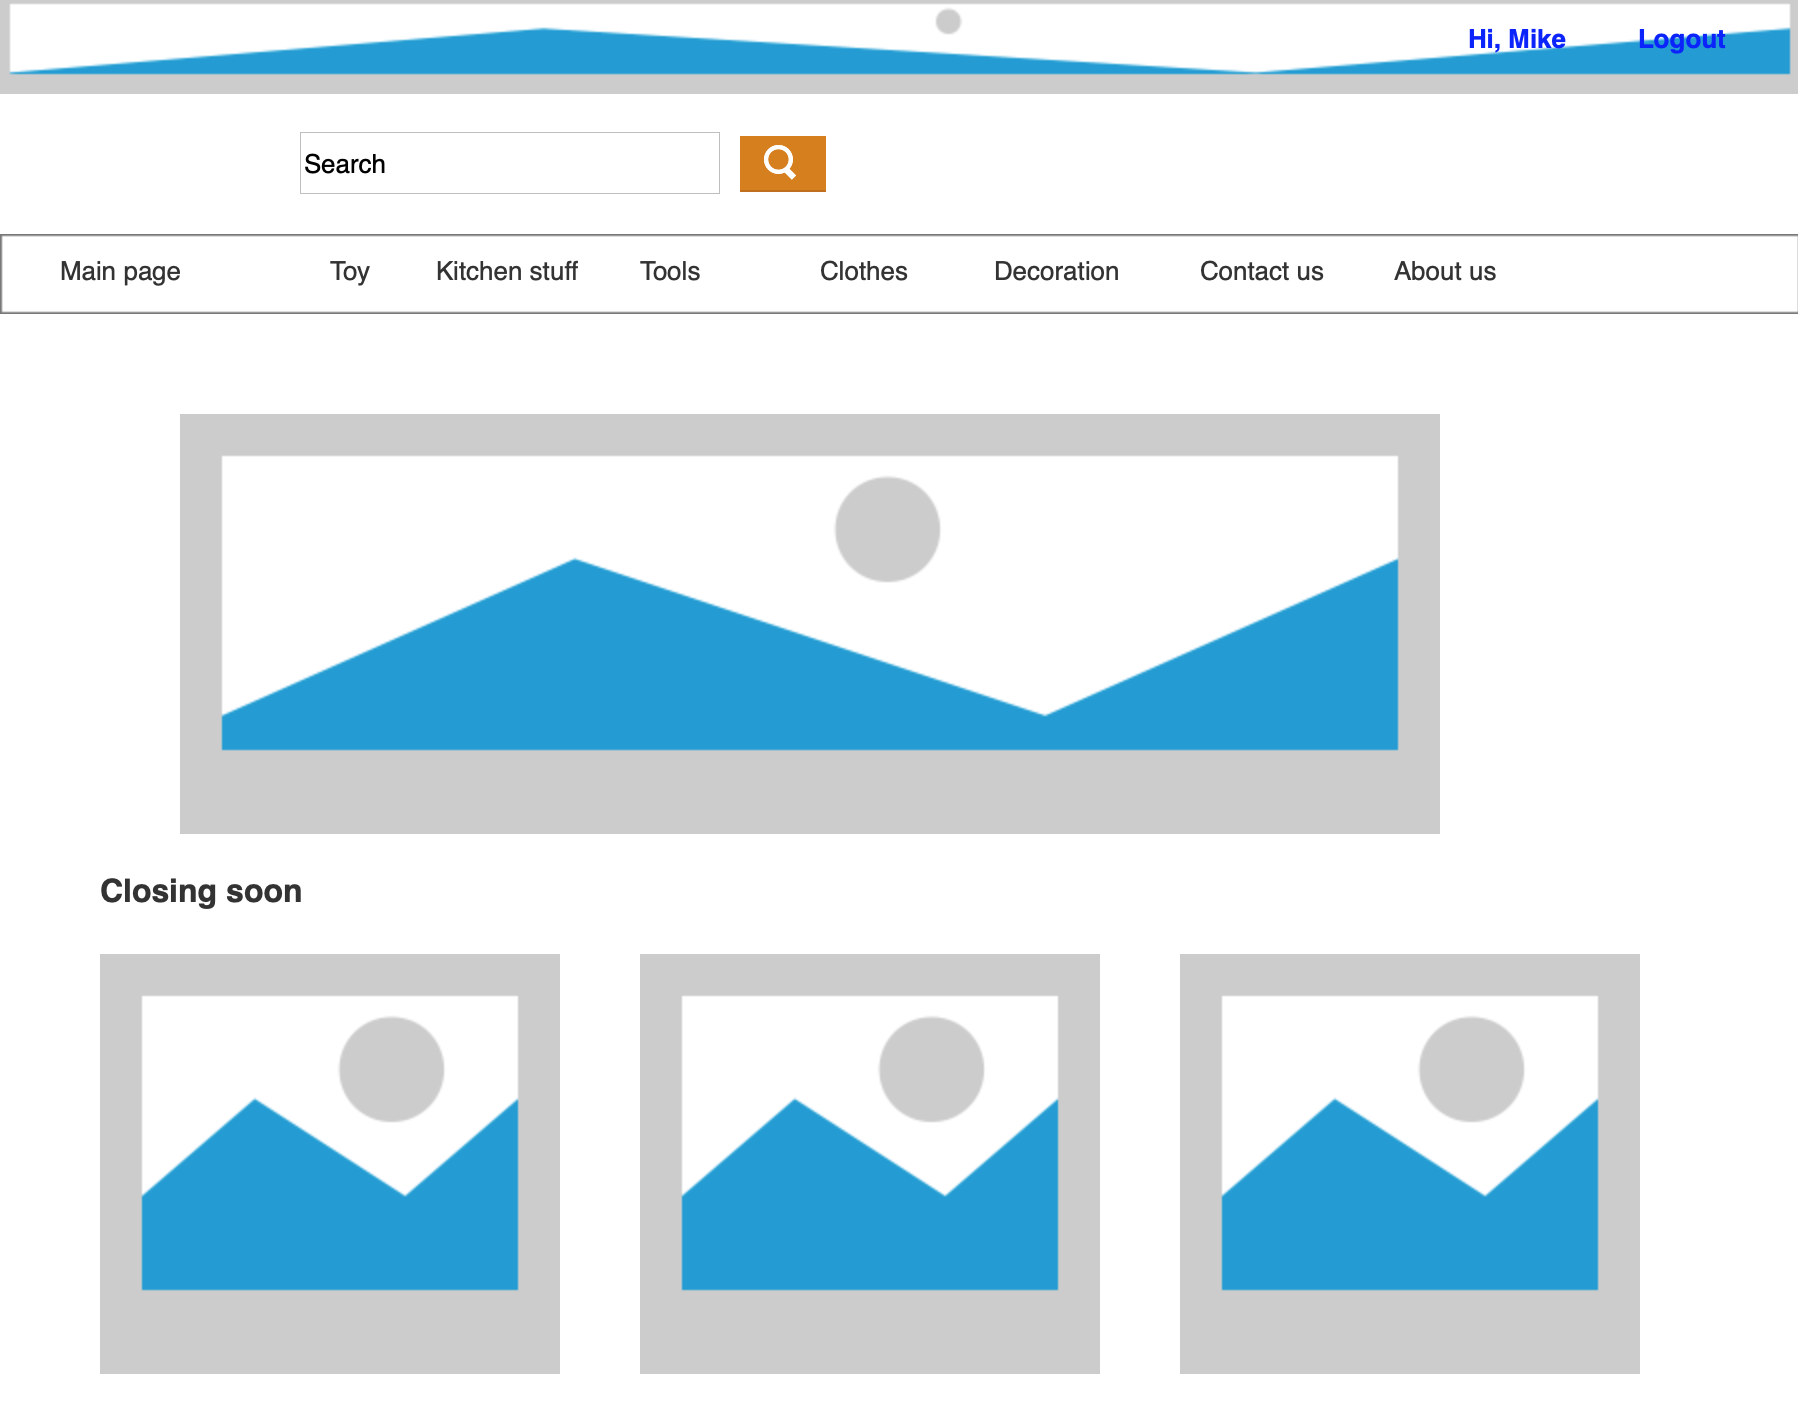 Hi, Mike Logout
Search
Main page Toy Kitchen stuff Tools Clothes Decoration Contact us About us
Closing soon